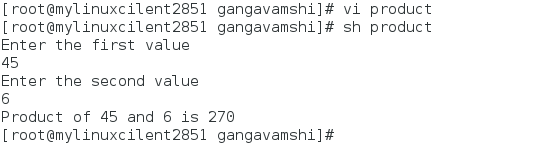 [root@mylinuxcilent2851 gangavamshi]# vi product
[root@mylinuxcilent2851 gangavamshi]# sh product
Enter the first value
45
Enter the second value
6
Product of 45 and 6 is 270
[root@mylinuxcilent2851 gangavamshi]#